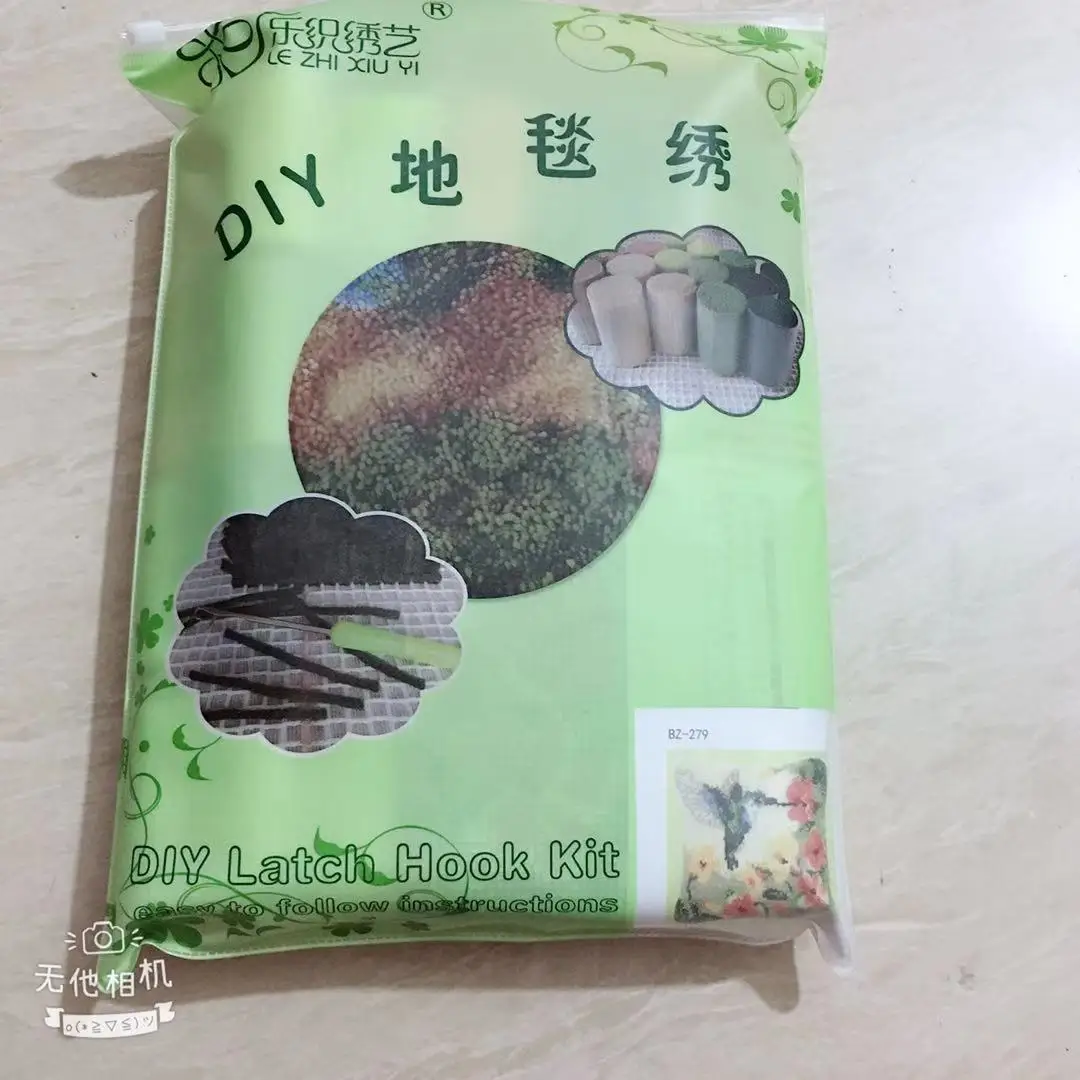 乐织绣艺 ®
LE ZHI XIU YI
DIY 地毯绣
BZ-279
DIY Latch Hook Kit
easy to follow instructions
无他相机
o(*≧▽≦)ツ